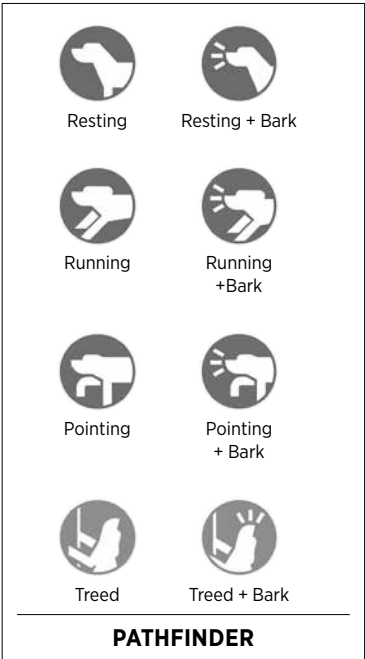 Resting
Resting + Bark
Running
Running
+Bark
Pointing
Pointing
+ Bark
Treed
Treed + Bark
PATHFINDER